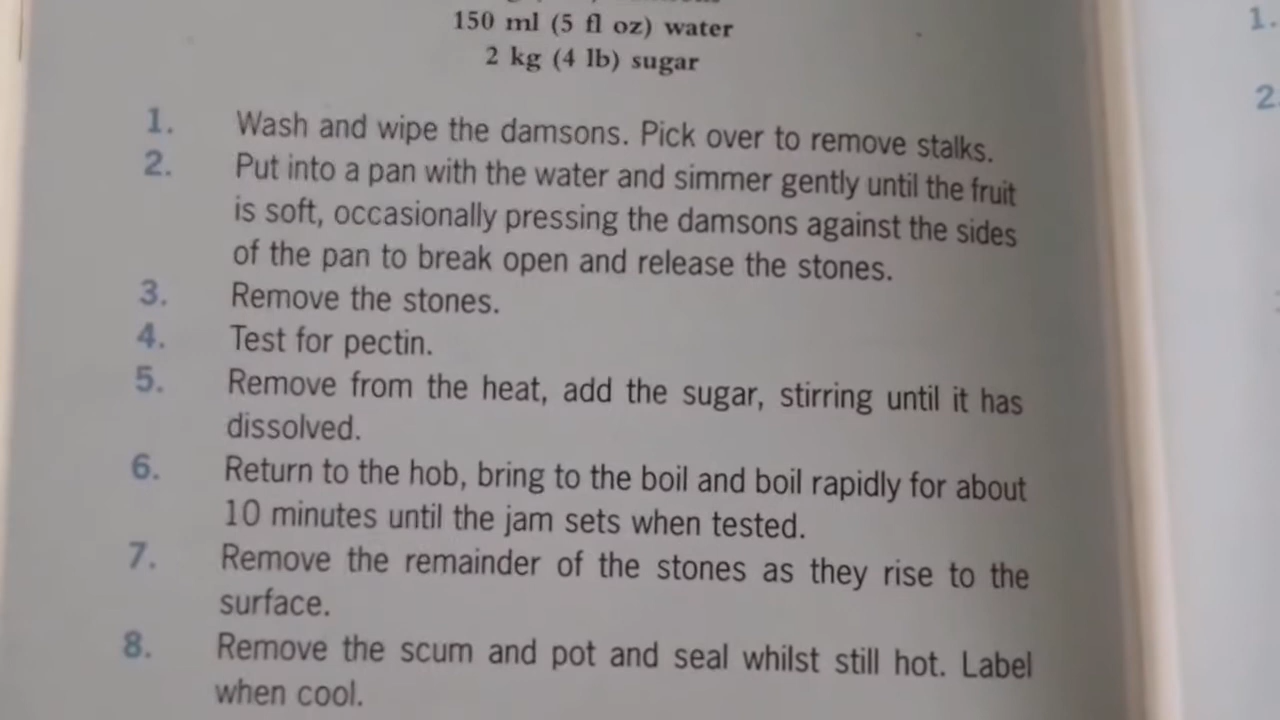 150 ml (5 fl oz) water
2 kg (4 lb) sugar
1. Wash and wipe the damsons. Pick over to remove stalks.
2. Put into a pan with the water and simmer gently until the fruit
is soft, occasionally pressing the damsons against the sides
of the pan to break open and release the stones.
3. Remove the stones.
4. Test for pectin.
5. Remove from the heat, add the sugar, stirring until it has
dissolved.
6. Return to the hob, bring to the boil and boil rapidly for about
10 minutes until the jam sets when tested.
7. Remove the remainder of the stones as they rise to the
surface.
8. Remove the scum and pot and seal whilst still hot. Label
when cool.
1.
2